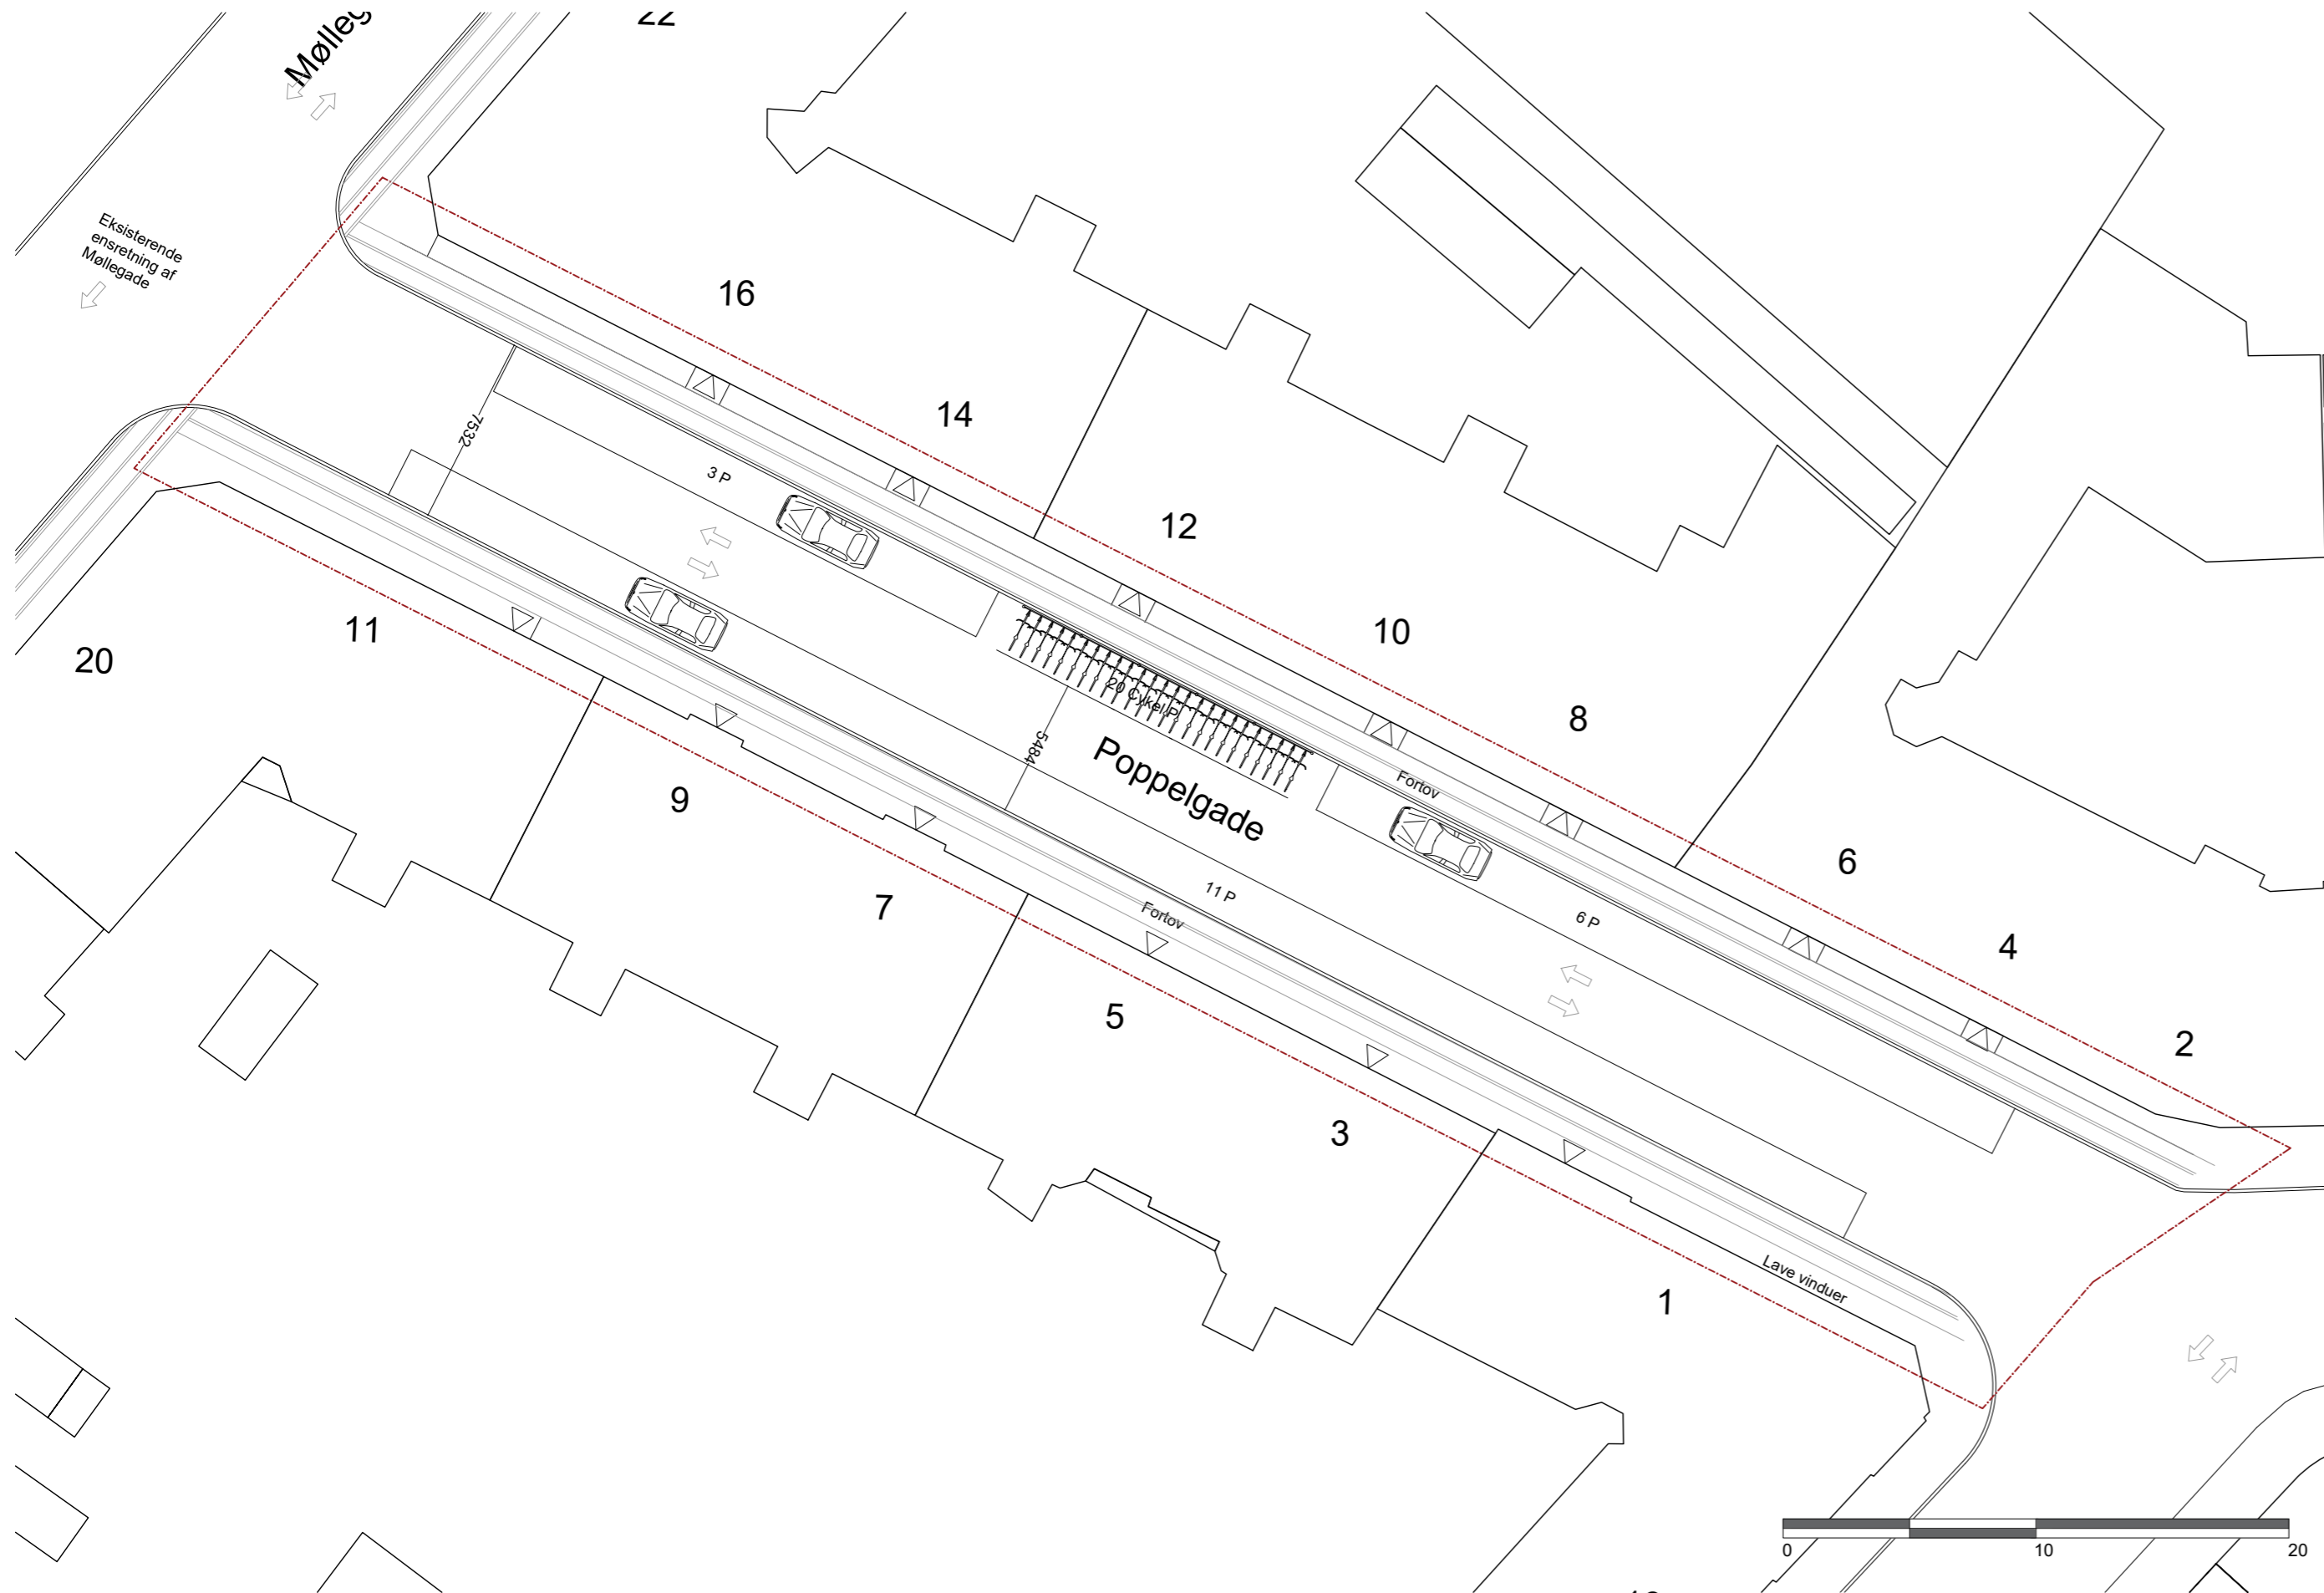 22
Mølleg
Eksisterende
ensretning af
Møllegade
16
14
12
10
8
6
4
2
7532
3 P
20 Cykel P
5484
Poppelgade
Fortov
11 P
6 P
Fortov
20
11
9
7
5
3
1
Lave vinduer
0 10 20